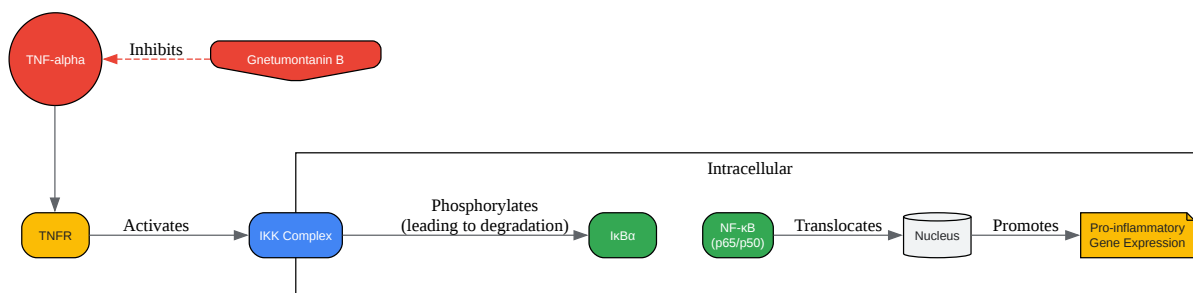 TNF-alpha
Inhibits
Gnetumontanin B
Intracellular
TNFR
Activates
IKK Complex
Phosphorylates
(leading to degradation)
IκBα
NF-κB
(p65/p50)
Translocates
Nucleus
Promotes
Pro-inflammatory
Gene Expression